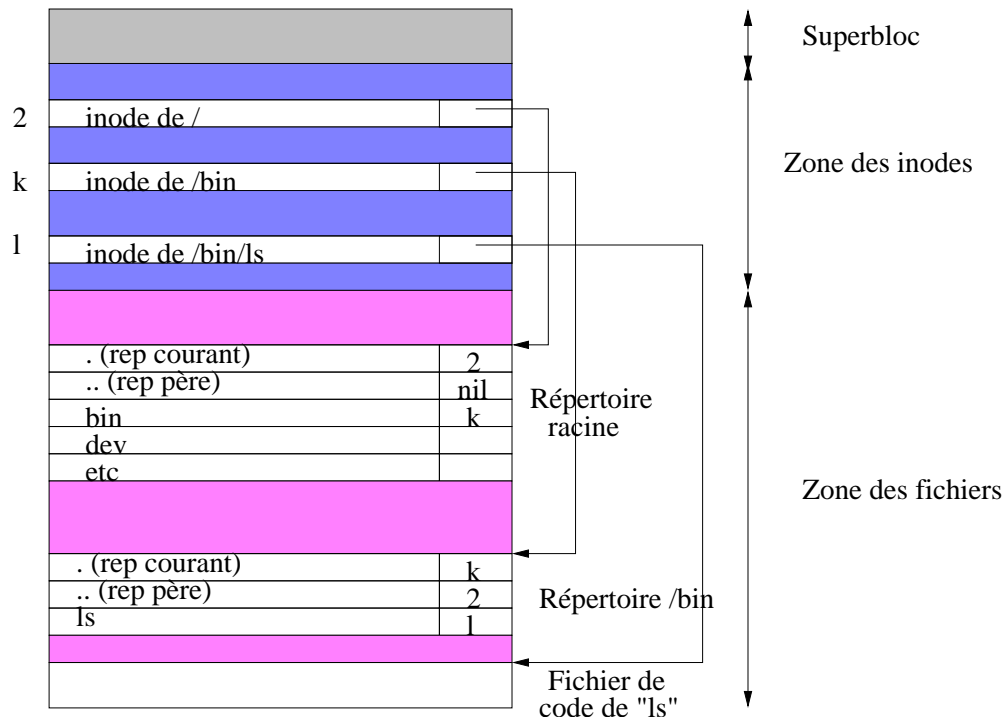 Superbloc
2 inode de /
k inode de /bin
Zone des inodes
l inode de /bin/ls
. (rep courant) 2
.. (rep père) nil
bin k
dev
etc
Répertoire
racine
Zone des fichiers
. (rep courant) k
.. (rep père) 2
ls l
Répertoire /bin
Fichier de
code de "ls"